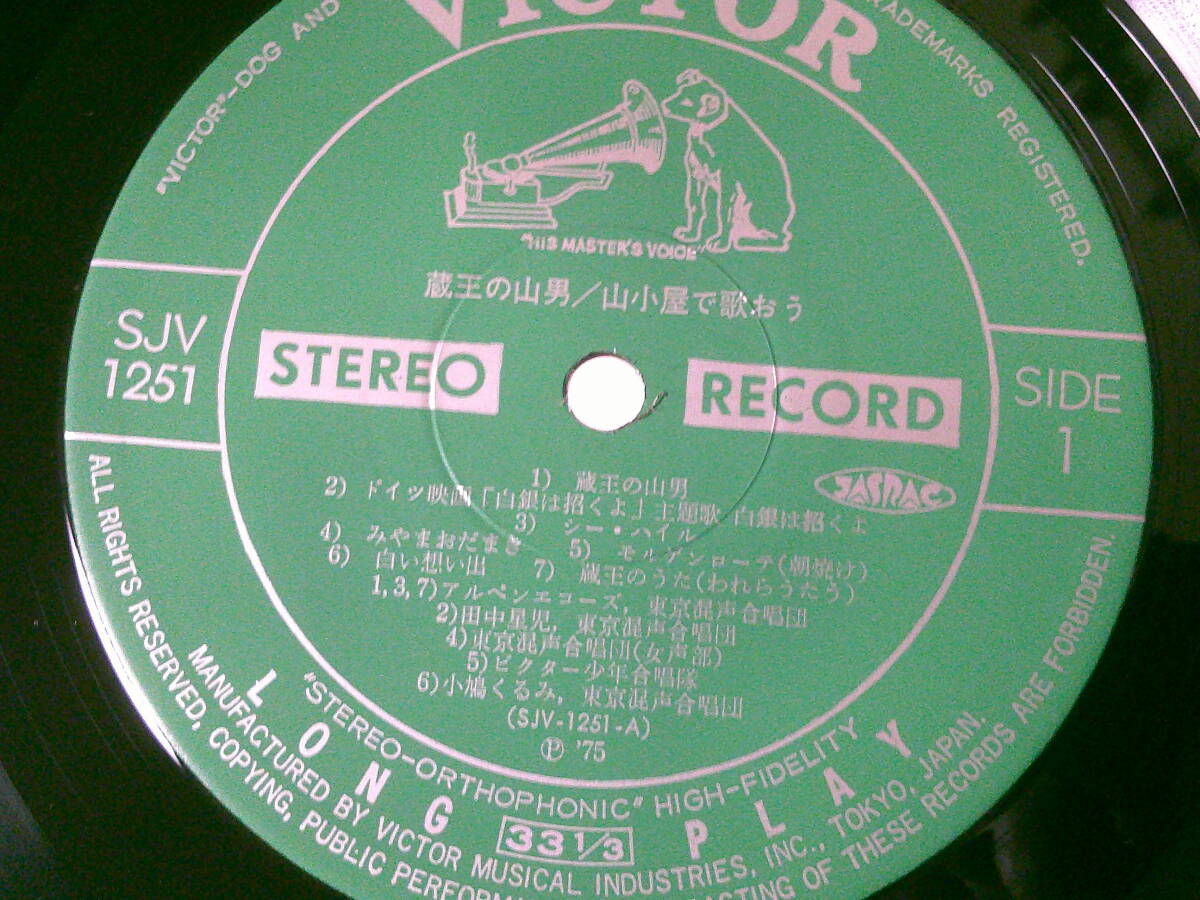 VICTOR
"VICTOR"-DOG AND
TRADEMARKS REGISTERED.
"HIS MASTER'S VOICE"
蔵王の山男／山小屋で歌おう
SJV
1251
STEREO
RECORD
SIDE
1
JASRAC
1) 蔵王の山男
2) ドイツ映画「白銀は招くよ」主題歌 白銀は招くよ
3) シー・ハイル
4) みやまおだまき 5) モルゲンローテ(朝焼け)
6) 白い想い出 7) 蔵王のうた(われらうたう)
1,3,7)アルペンエコーズ, 東京混声合唱団
2)田中星児, 東京混声合唱団
4)東京混声合唱団(女声部)
5)ビクター少年合唱隊
6)小鳩くるみ, 東京混声合唱団
(SJV-1251-A)
Ⓟ '75
"STEREO-ORTHOPHONIC" HIGH-FIDELITY
LONG PLAY
33 1/3
MANUFACTURED BY VICTOR MUSICAL INDUSTRIES, INC., TOKYO, JAPAN.
ALL RIGHTS RESERVED, COPYING, PUBLIC PERFORM
CASTING OF THESE RECORDS ARE FORBIDDEN.